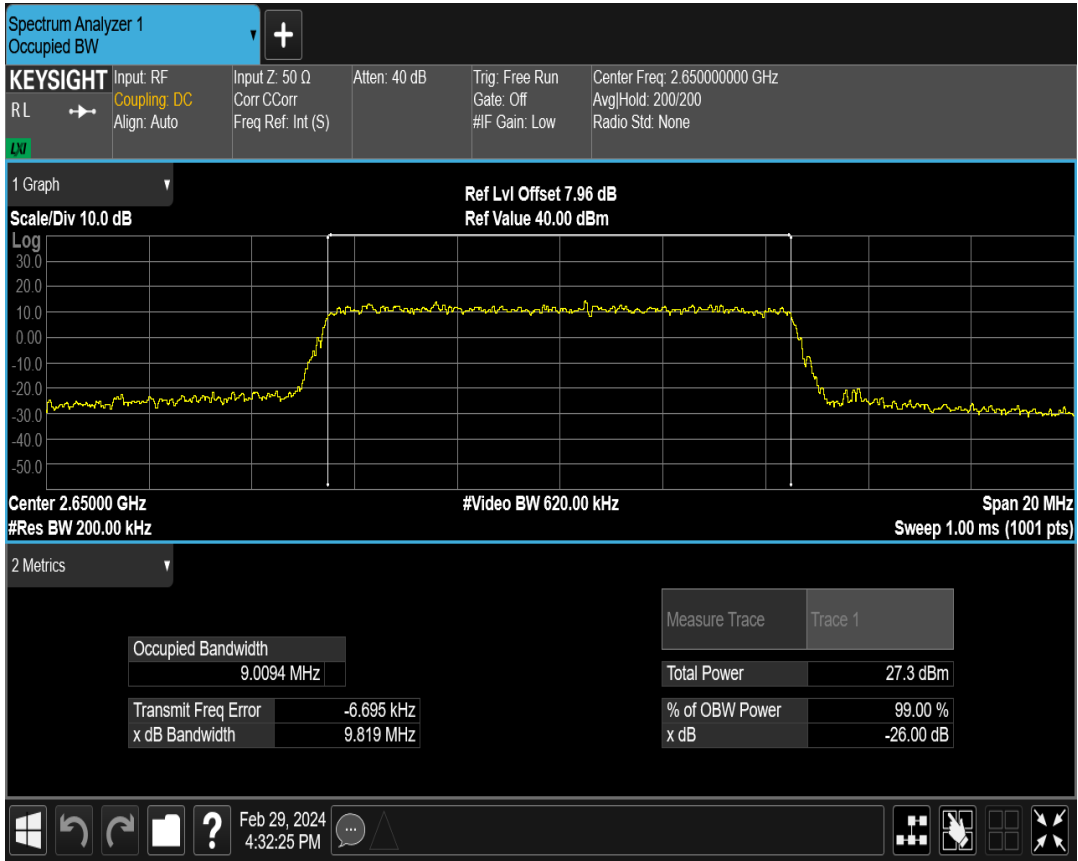 Spectrum Analyzer 1
Occupied BW
+
KEYSIGHT
R L
LXI
Input: RF
Coupling: DC
Align: Auto
Input Z: 50 Ω
Corr CCorr
Freq Ref: Int (S)
Atten: 40 dB
Trig: Free Run
Gate: Off
#IF Gain: Low
Center Freq: 2.650000000 GHz
Avg|Hold: 200/200
Radio Std: None
1 Graph
Scale/Div 10.0 dB
Ref Lvl Offset 7.96 dB
Ref Value 40.00 dBm
Log
30.0
20.0
10.0
0.00
-10.0
-20.0
-30.0
-40.0
-50.0
Center 2.65000 GHz
#Video BW 620.00 kHz
Span 20 MHz
#Res BW 200.00 kHz
Sweep 1.00 ms (1001 pts)
2 Metrics
Measure Trace Trace 1
Occupied Bandwidth
9.0094 MHz
Total Power 27.3 dBm
Transmit Freq Error -6.695 kHz
% of OBW Power 99.00 %
x dB Bandwidth 9.819 MHz
x dB -26.00 dB
?
Feb 29, 2024
4:32:25 PM